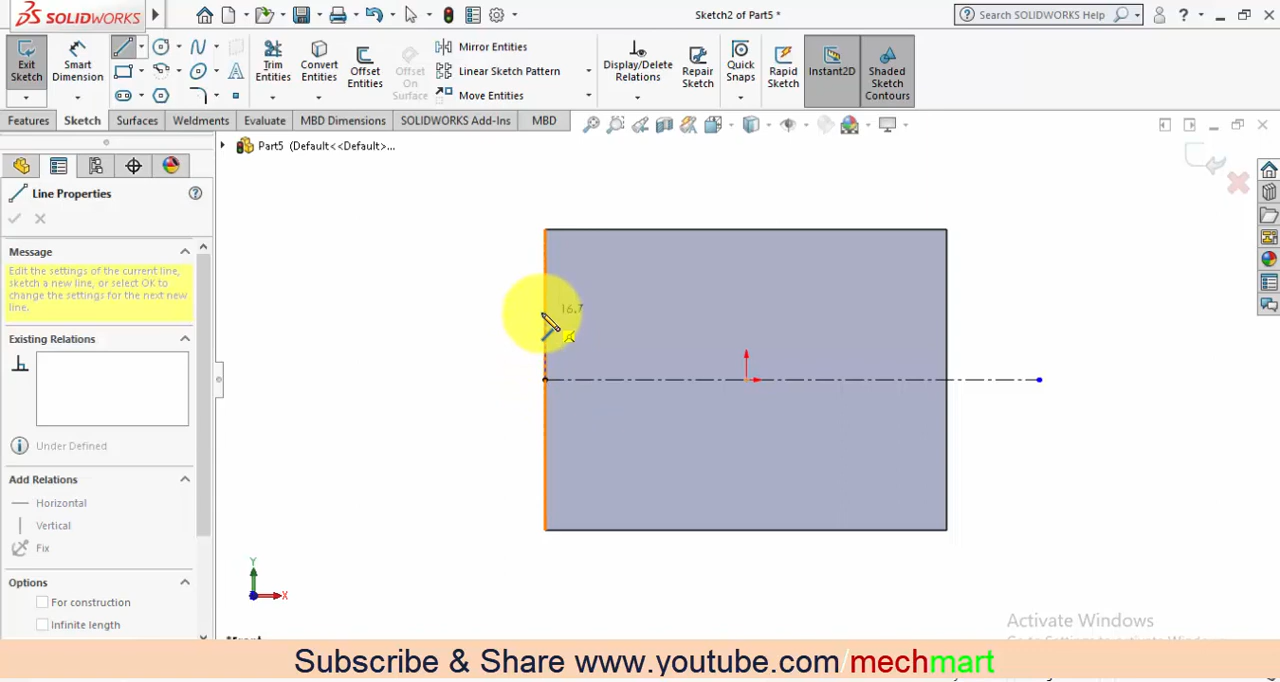 SOLIDWORKS
Sketch2 of Part5 *
Search SOLIDWORKS Help
?
Exit Sketch
Smart Dimension
Trim Entities
Convert Entities
Offset Entities
Offset On Surface
Mirror Entities
Linear Sketch Pattern
Move Entities
Display/Delete Relations
Repair Sketch
Quick Snaps
Rapid Sketch
Instant2D
Shaded Sketch Contours
Features
Sketch
Surfaces
Weldments
Evaluate
MBD Dimensions
SOLIDWORKS Add-Ins
MBD
Part5 (Default<<Default>...
Line Properties
Message
Edit the settings of the current line,
sketch a new line, or select OK to
change the settings for the next new
line.
Existing Relations
Under Defined
Add Relations
Horizontal
Vertical
Fix
Options
For construction
Infinite length
16.7
Y
X
Activate Windows
Subscribe & Share www.youtube.com/mechmart